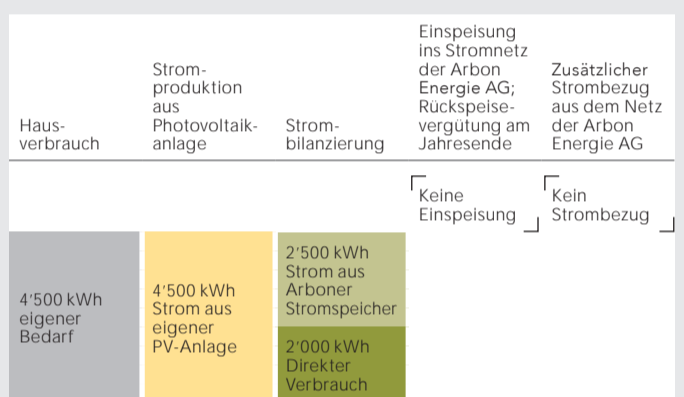 Haus-
verbrauch
Strom-
produktion
aus
Photovoltaik-
anlage
Strom-
bilanzierung
Einspeisung
ins Stromnetz
der Arbon
Energie AG;
Rückspeise-
vergütung am
Jahresende
Zusätzlicher
Strombezug
aus dem Netz
der Arbon
Energie AG
Keine
Einspeisung
Kein
Strombezug
4'500 kWh
eigener
Bedarf
4'500 kWh
Strom aus
eigener
PV-Anlage
2'500 kWh
Strom aus
Arboner
Stromspeicher
2'000 kWh
Direkter
Verbrauch